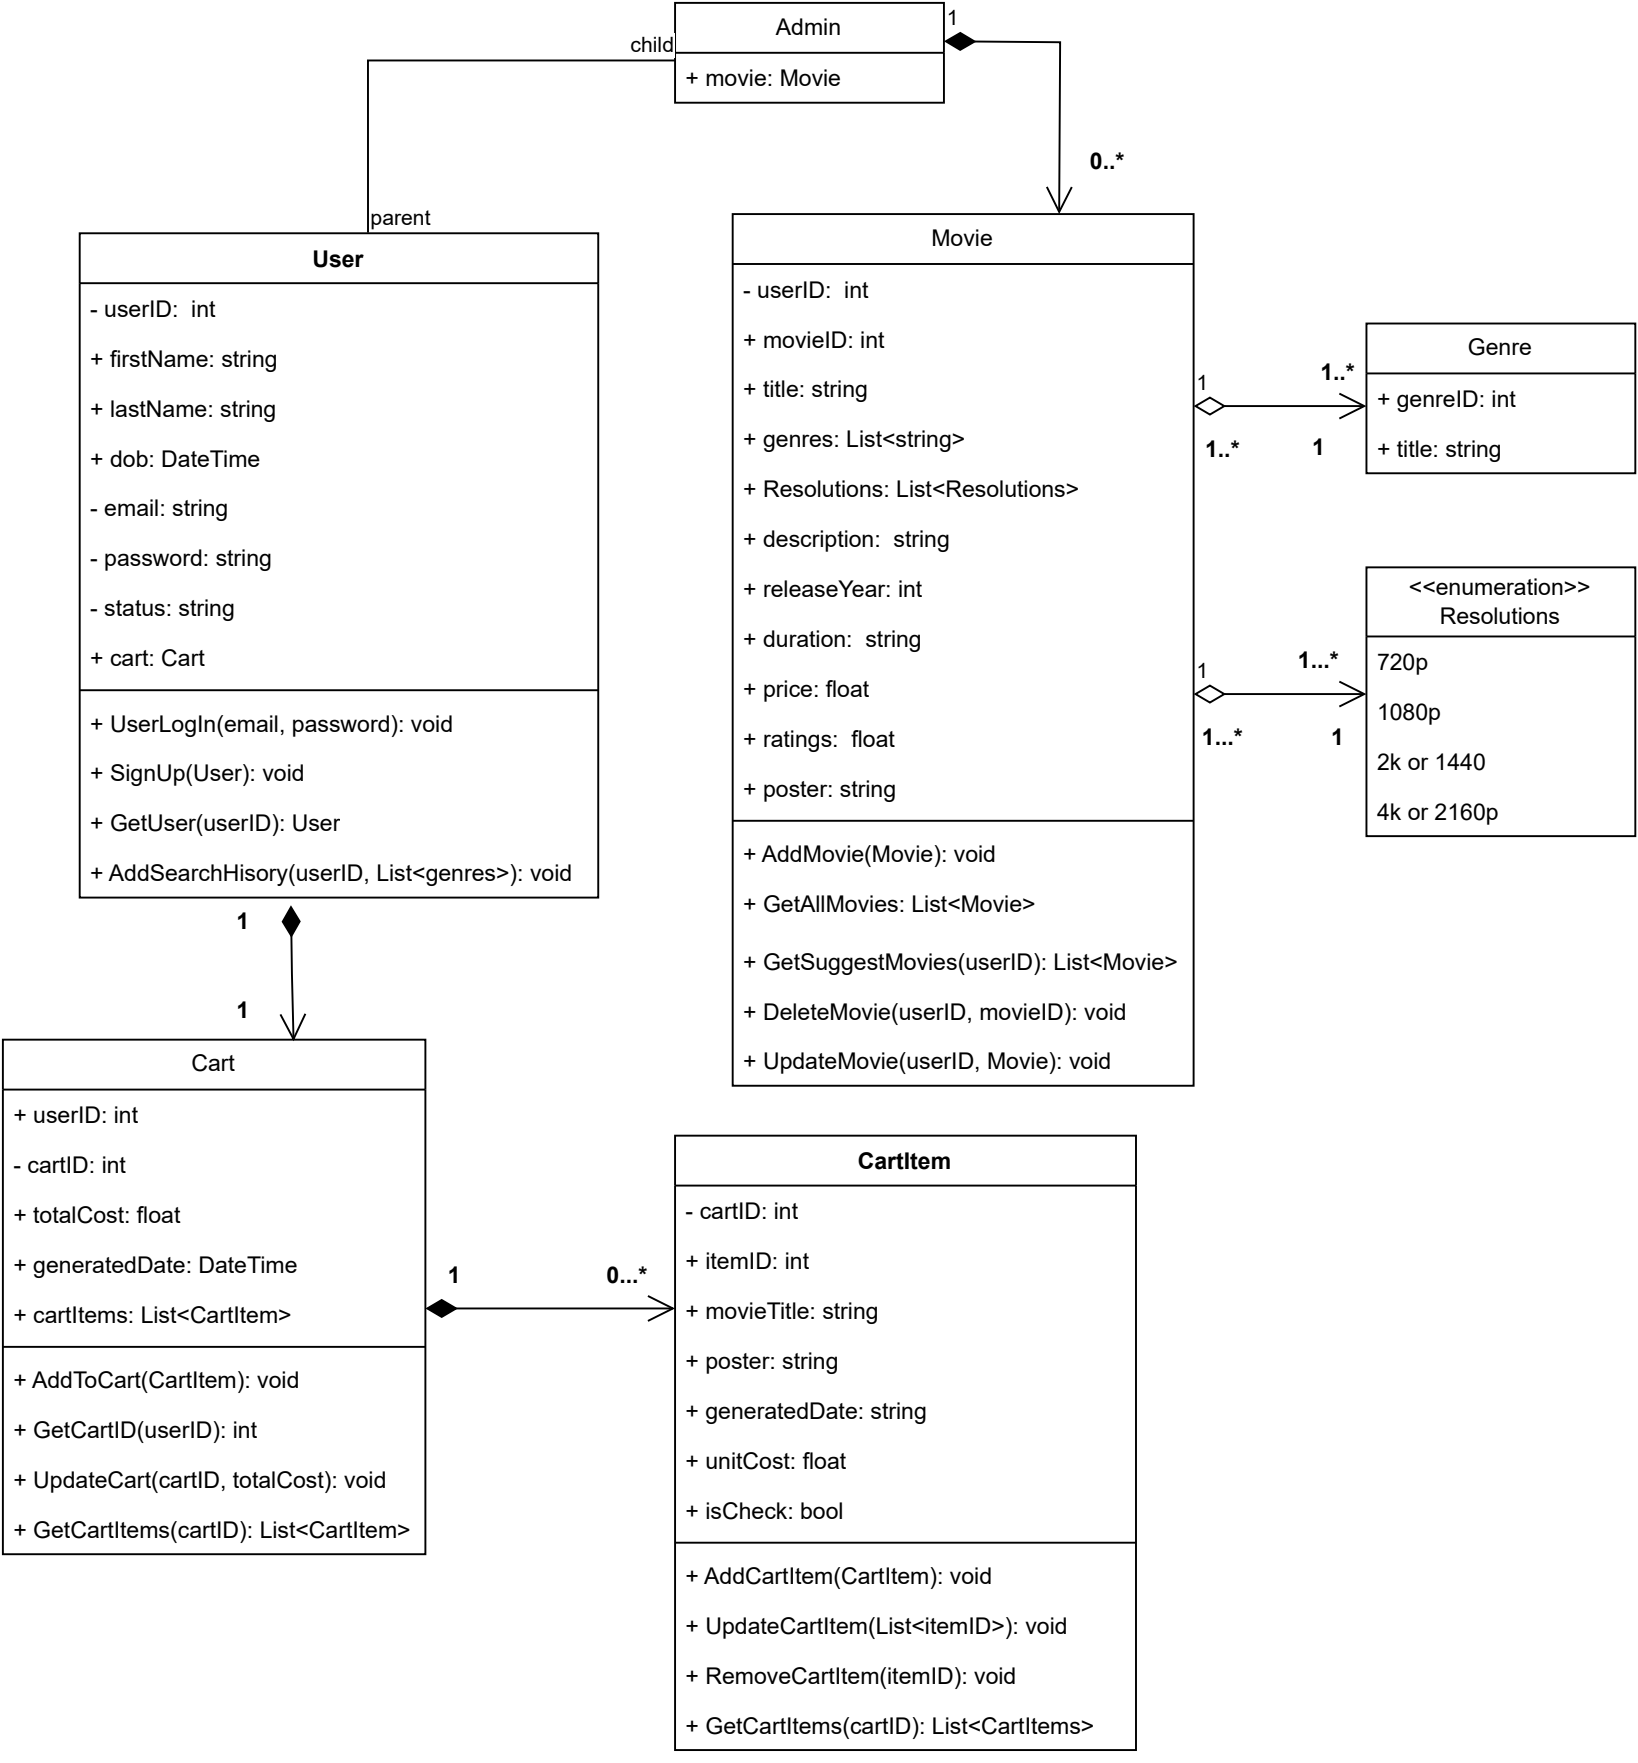 Admin
+ movie: Movie
1
child
0..*
parent
User
- userID:  int
+ firstName: string
+ lastName: string
+ dob: DateTime
- email: string
- password: string
- status: string
+ cart: Cart
+ UserLogIn(email, password): void
+ SignUp(User): void
+ GetUser(userID): User
+ AddSearchHisory(userID, List<genres>): void
Movie
- userID:  int
+ movieID: int
+ title: string
+ genres: List<string>
+ Resolutions: List<Resolutions>
+ description:  string
+ releaseYear: int
+ duration:  string
+ price: float
+ ratings:  float
+ poster: string
+ AddMovie(Movie): void
+ GetAllMovies: List<Movie>
+ GetSuggestMovies(userID): List<Movie>
+ DeleteMovie(userID, movieID): void
+ UpdateMovie(userID, Movie): void
1
1..*
1..*
1
Genre
+ genreID: int
+ title: string
1
1...*
1...*
1
<<enumeration>>
Resolutions
720p
1080p
2k or 1440
4k or 2160p
1
1
Cart
+ userID: int
- cartID: int
+ totalCost: float
+ generatedDate: DateTime
+ cartItems: List<CartItem>
+ AddToCart(CartItem): void
+ GetCartID(userID): int
+ UpdateCart(cartID, totalCost): void
+ GetCartItems(cartID): List<CartItem>
1
0...*
CartItem
- cartID: int
+ itemID: int
+ movieTitle: string
+ poster: string
+ generatedDate: string
+ unitCost: float
+ isCheck: bool
+ AddCartItem(CartItem): void
+ UpdateCartItem(List<itemID>): void
+ RemoveCartItem(itemID): void
+ GetCartItems(cartID): List<CartItems>